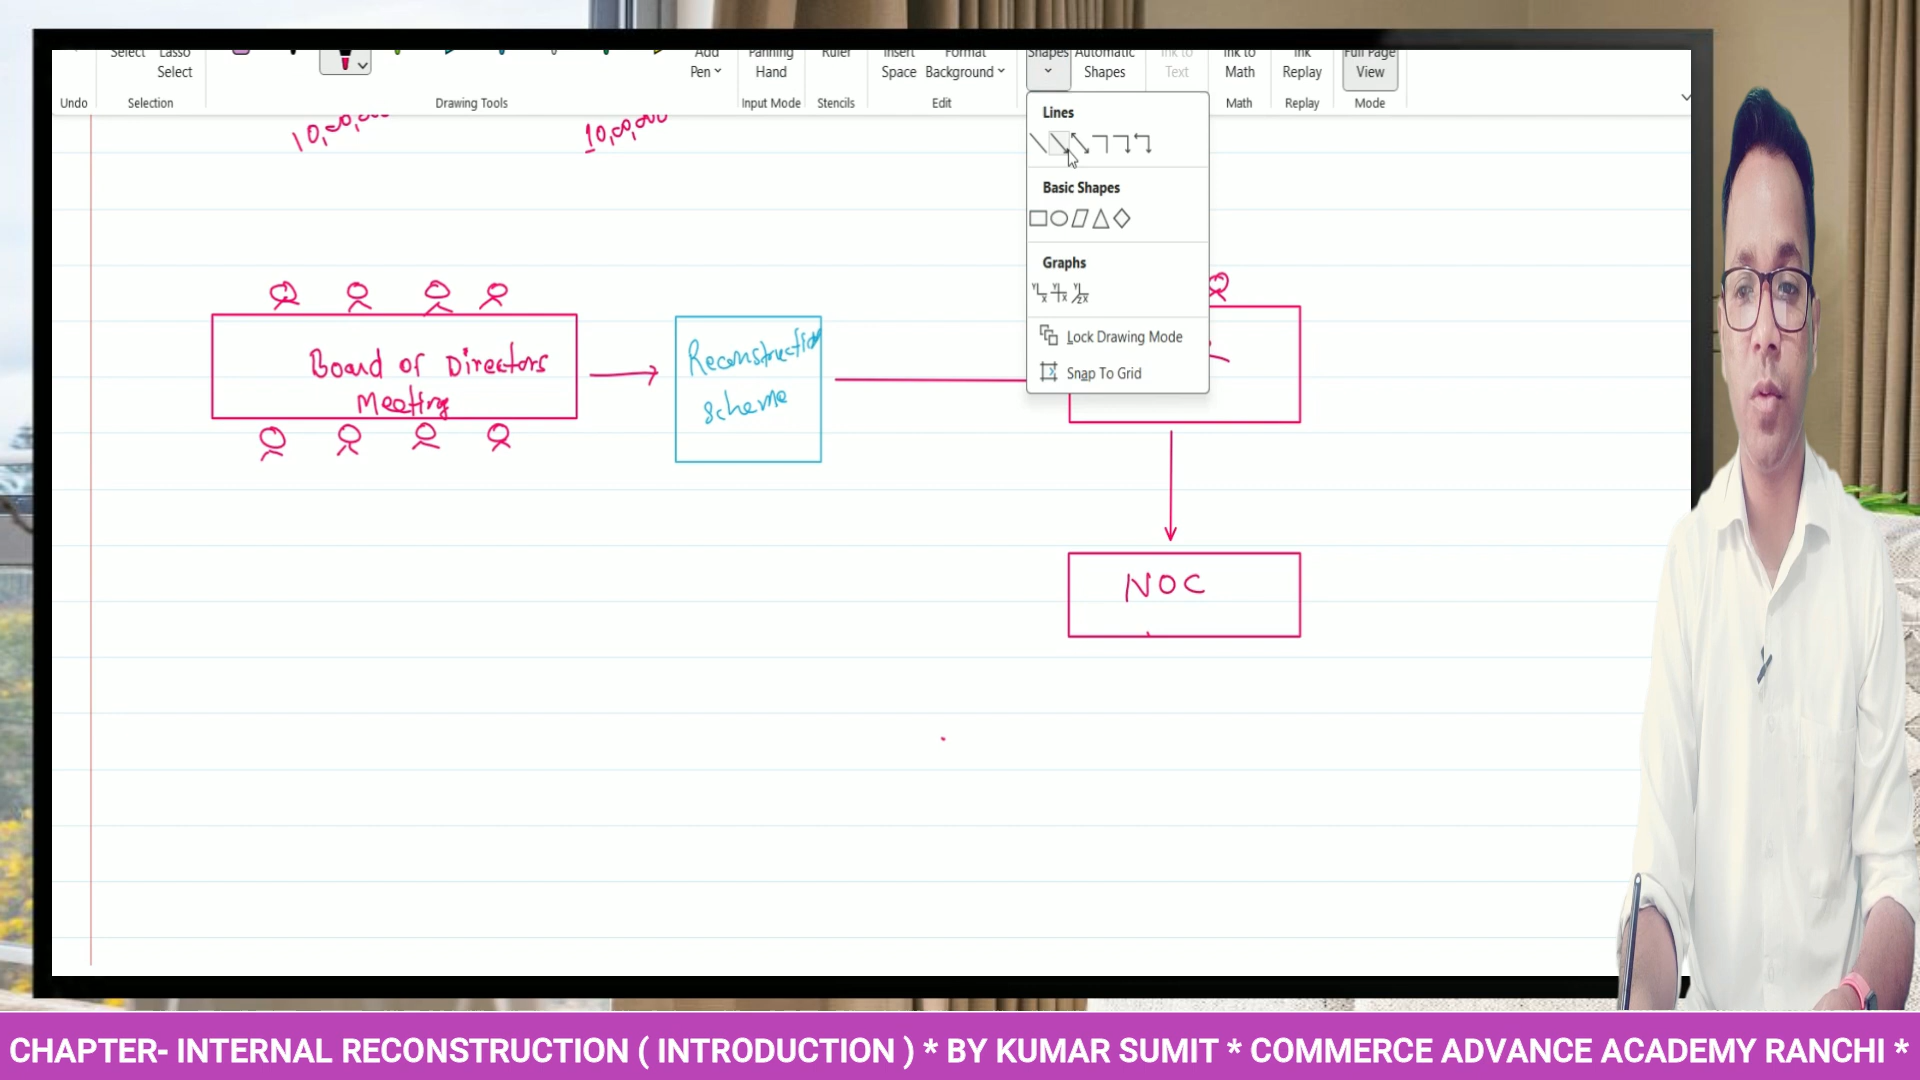 Select
Lasso
Select
Add
Pen
Panning
Hand
Ruler
Insert
Space
Format
Background
Shapes
Automatic
Shapes
Ink to
Text
Ink to
Math
Ink
Replay
Full Page
View
Undo
Selection
Drawing Tools
Input Mode
Stencils
Edit
Math
Replay
Mode
Lines
Basic Shapes
Graphs
Lock Drawing Mode
Snap To Grid
Board of Directors
Meeting
Reconstruction
scheme
NOC
CHAPTER- INTERNAL RECONSTRUCTION ( INTRODUCTION ) * BY KUMAR SUMIT * COMMERCE ADVANCE ACADEMY RANCHI *